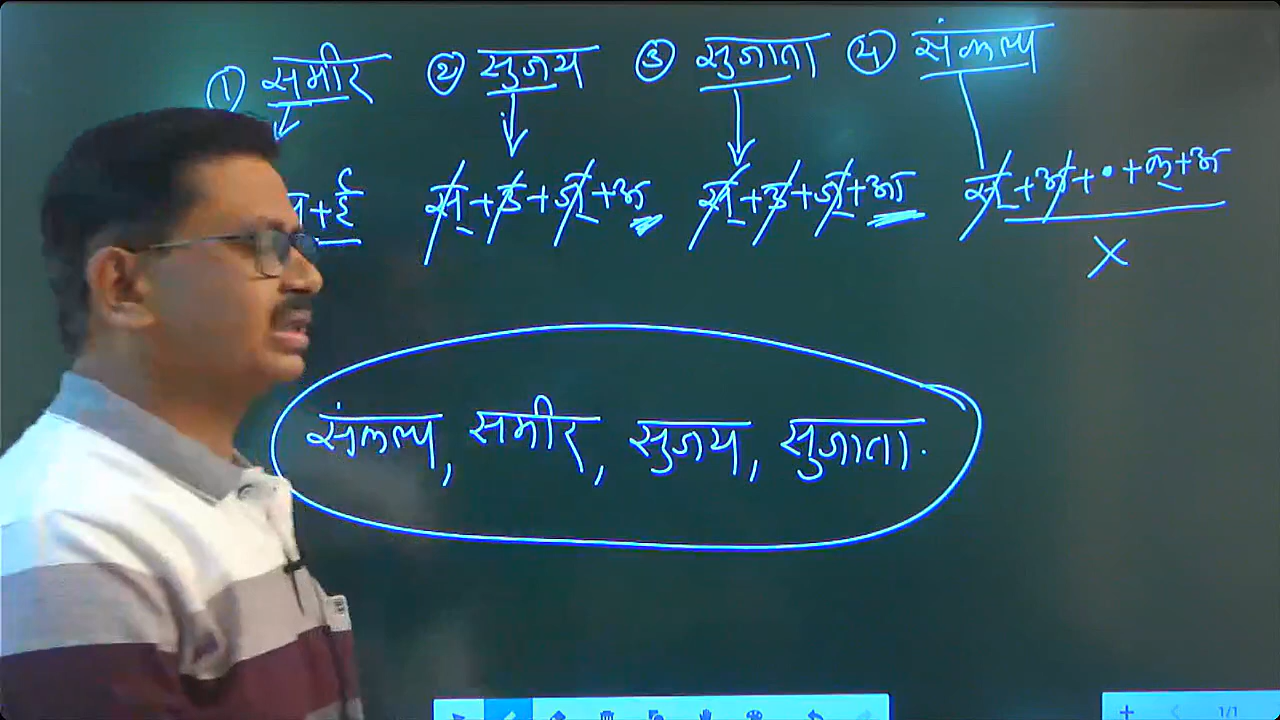 ① समीर ② सुजय ③ सुजाता ④ संकल्प
+ ई स् + उ + ज् + अ स् + उ + ज् + आ स् + अ + • + क् + अ
X
संकल्प, समीर, सुजय, सुजाता.
1/1